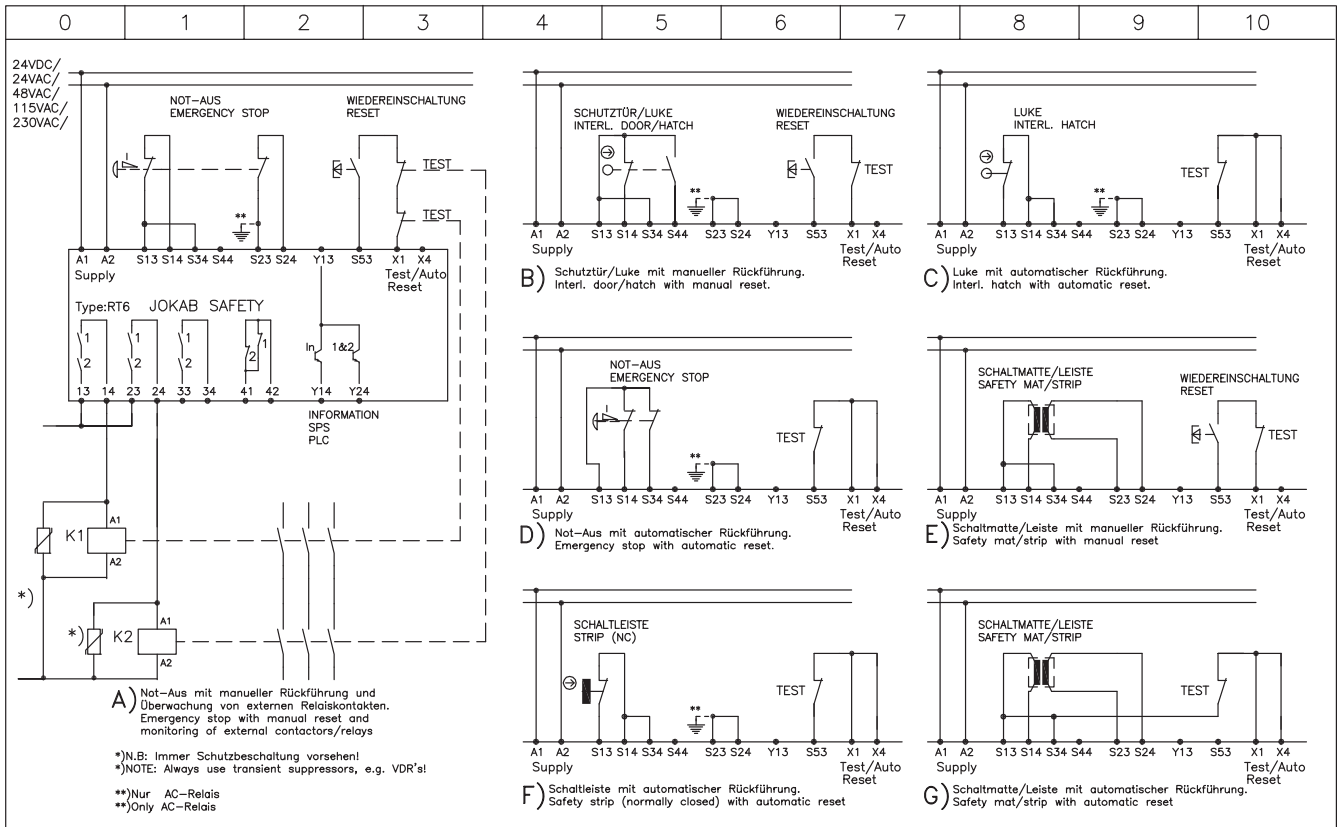 0 1 2 3 4 5 6 7 8 9 10
24VDC/
24VAC/
48VAC/
115VAC/
230VAC/
NOT-AUS
EMERGENCY STOP
WIEDEREINSCHALTUNG
RESET
TEST
TEST
**
A1 A2 S13 S14 S34 S44 S23 S24 Y13 S53 X1 X4
Supply
Test/Auto
Reset
Type:RT6 JOKAB SAFETY
1 1 1 2 1
2 2 2
In 1&2
13 14 23 24 33 34 41 42 Y14 Y24
INFORMATION
SPS
PLC
K1
A1
A2
*)
K2
A1
A2
*)
A) Not-Aus mit manueller Rückführung und
Überwachung von externen Relaiskontakten.
Emergency stop with manual reset and
monitoring of external contactors/relays
*)N.B: Immer Schutzbeschaltung vorsehen!
*)NOTE: Always use transient suppressors, e.g. VDR's!
**)Nur AC-Relais
**)Only AC-Relais
SCHUTZTÜR/LUKE
INTERL. DOOR/HATCH
WIEDEREINSCHALTUNG
RESET
TEST
**
A1 A2 S13 S14 S34 S44 S23 S24 Y13 S53 X1 X4
Supply
Test/Auto
Reset
B) Schutztür/Luke mit manueller Rückführung.
Interl. door/hatch with manual reset.
LUKE
INTERL. HATCH
TEST
**
A1 A2 S13 S14 S34 S44 S23 S24 Y13 S53 X1 X4
Supply
Test/Auto
Reset
C) Luke mit automatischer Rückführung.
Interl. hatch with automatic reset.
NOT-AUS
EMERGENCY STOP
TEST
**
A1 A2 S13 S14 S34 S44 S23 S24 Y13 S53 X1 X4
Supply
Test/Auto
Reset
D) Not-Aus mit automatischer Rückführung.
Emergency stop with automatic reset.
SCHALTMATTE/LEISTE
SAFETY MAT/STRIP
WIEDEREINSCHALTUNG
RESET
TEST
A1 A2 S13 S14 S34 S44 S23 S24 Y13 S53 X1 X4
Supply
Test/Auto
Reset
E) Schaltmatte/Leiste mit manueller Rückführung.
Safety mat/strip with manual reset
SCHALTLEISTE
STRIP (NC)
TEST
**
A1 A2 S13 S14 S34 S44 S23 S24 Y13 S53 X1 X4
Supply
Test/Auto
Reset
F) Schaltleiste mit automatischer Rückführung.
Safety strip (normally closed) with automatic reset
SCHALTMATTE/LEISTE
SAFETY MAT/STRIP
TEST
A1 A2 S13 S14 S34 S44 S23 S24 Y13 S53 X1 X4
Supply
Test/Auto
Reset
G) Schaltmatte/Leiste mit automatischer Rückführung.
Safety mat/strip with automatic reset